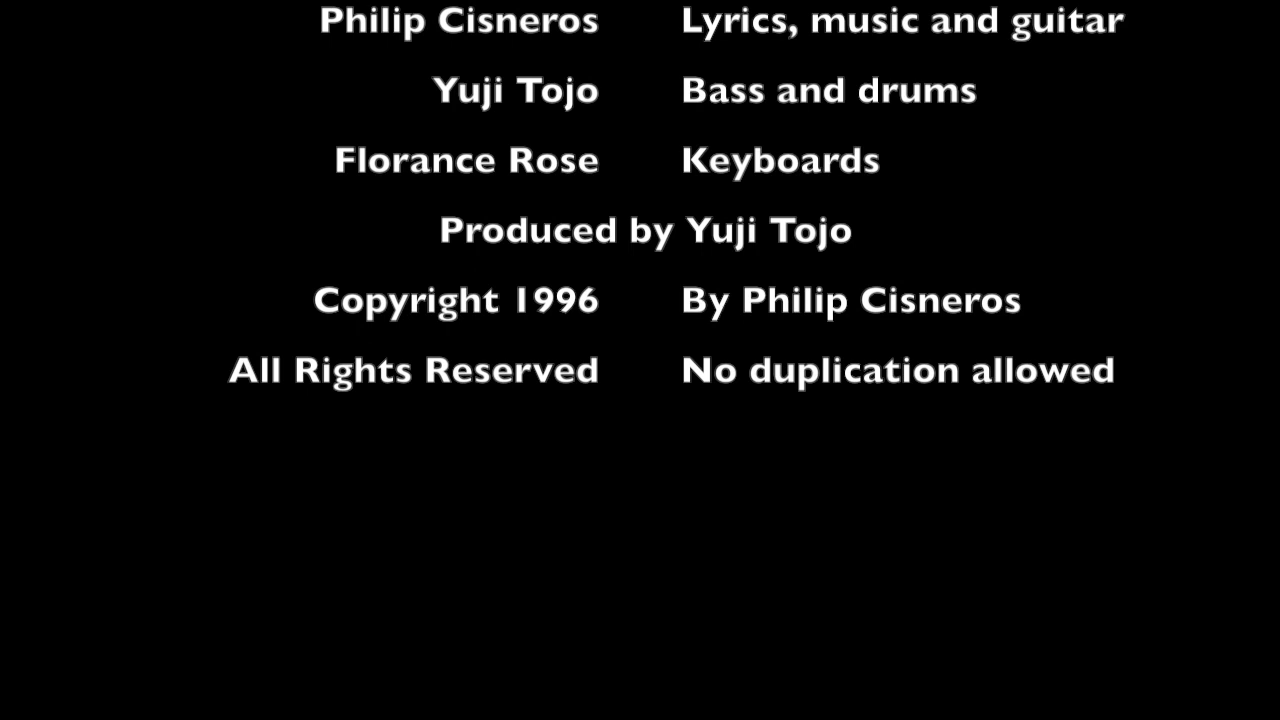 Philip Cisneros Lyrics, music and guitar
Yuji Tojo Bass and drums
Florance Rose Keyboards
Produced by Yuji Tojo
Copyright 1996 By Philip Cisneros
All Rights Reserved No duplication allowed